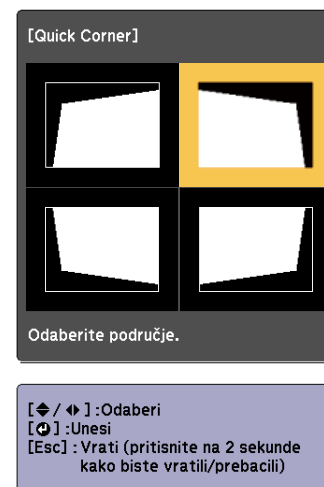 [Quick Corner]
Odaberite područje.
[◆/◆] :Odaberi
[↵] :Unesi
[Esc] : Vrati (pritisnite na 2 sekunde
kako biste vratili/prebacili)